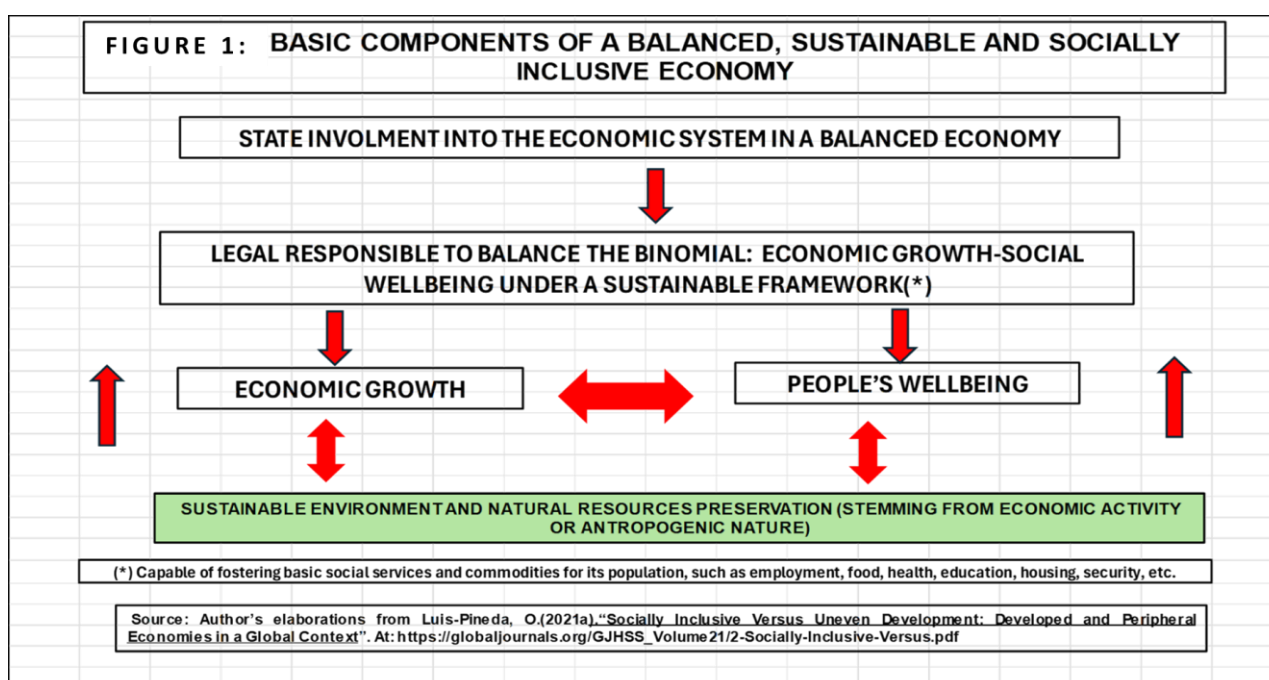 FIGURE 1: BASIC COMPONENTS OF A BALANCED, SUSTAINABLE AND SOCIALLY
INCLUSIVE ECONOMY
STATE INVOLMENT INTO THE ECONOMIC SYSTEM IN A BALANCED ECONOMY
LEGAL RESPONSIBLE TO BALANCE THE BINOMIAL: ECONOMIC GROWTH-SOCIAL
WELLBEING UNDER A SUSTAINABLE FRAMEWORK(*)
ECONOMIC GROWTH
PEOPLE'S WELLBEING
SUSTAINABLE ENVIRONMENT AND NATURAL RESOURCES PRESERVATION (STEMMING FROM ECONOMIC ACTIVITY
OR ANTROPOGENIC NATURE)
(*) Capable of fostering basic social services and commodities for its population, such as employment, food, health, education, housing, security, etc.
Source: Author's elaborations from Luis-Pineda, O.(2021a)."Socially Inclusive Versus Uneven Development: Developed and Peripheral
Economies in a Global Context". At: https://globaljournals.org/GJHSS_Volume21/2-Socially-Inclusive-Versus.pdf